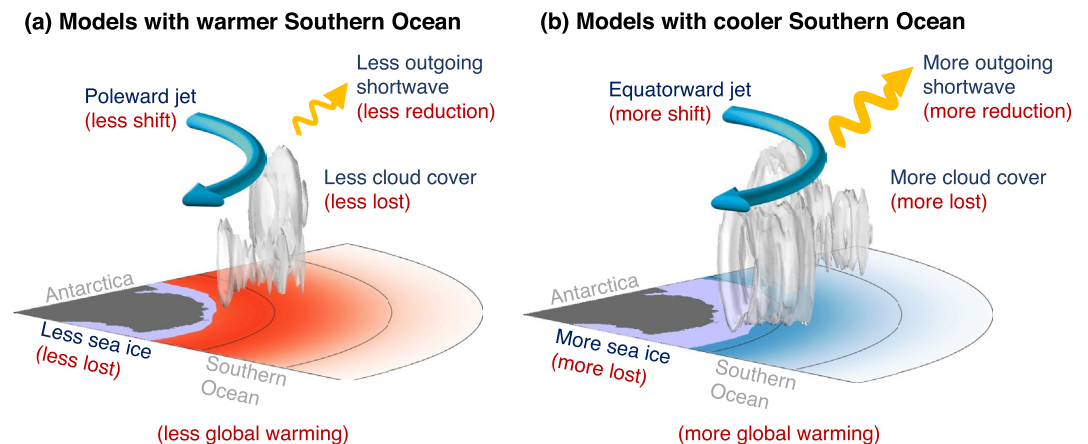 (a) Models with warmer Southern Ocean
Less outgoing
shortwave
(less reduction)
Poleward jet
(less shift)
Less cloud cover
(less lost)
Antarctica
Less sea ice
(less lost)
Southern
Ocean
(less global warming)
(b) Models with cooler Southern Ocean
More outgoing
shortwave
(more reduction)
Equatorward jet
(more shift)
More cloud cover
(more lost)
Antarctica
More sea ice
(more lost)
Southern
Ocean
(more global warming)